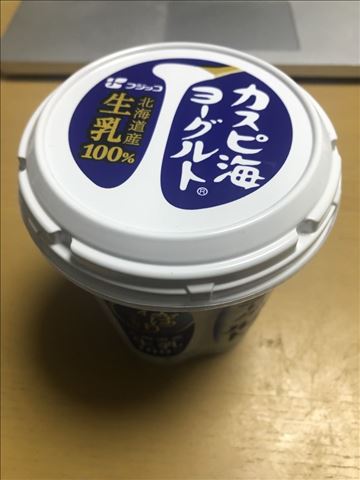 フジッコ
カスピ海
ヨーグルト®
北海道産
生乳
100%